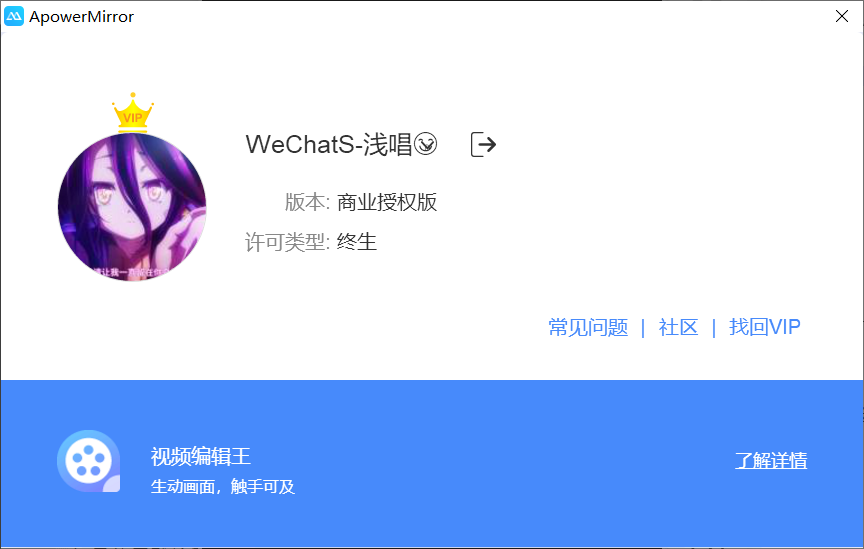 ApowerMirror
VIP
WeChatS-浅唱
版本: 商业授权版
许可类型: 终生
常见问题 | 社区 | 找回VIP
视频编辑王
生动画面，触手可及
了解详情